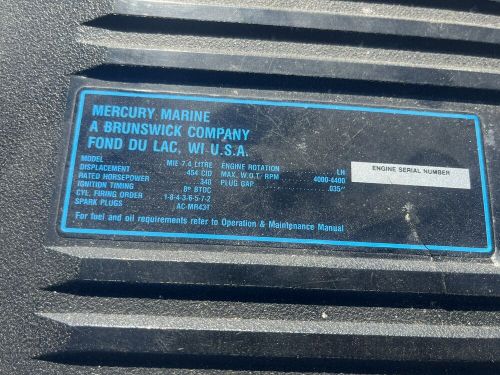 MERCURY MARINE
A BRUNSWICK COMPANY
FOND DU LAC, WI U.S.A.
MODEL MIE 7.4 LITRE ENGINE ROTATION LH
DISPLACEMENT 454 CID MAX. W.O.T. RPM 4000-4400
RATED HORSEPOWER 340 PLUG GAP .035"
IGNITION TIMING 8° BTDC
CYL. FIRING ORDER 1-8-4-3-6-5-7-2
SPARK PLUGS AC-MR43T
For fuel and oil requirements refer to Operation & Maintenance Manual
ENGINE SERIAL NUMBER